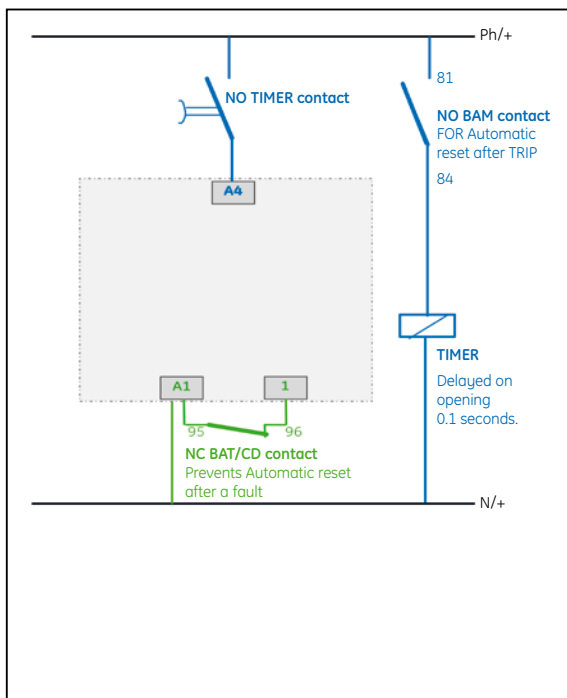 Ph/+
81
NO TIMER contact
NO BAM contact
FOR Automatic
reset after TRIP
84
A4
TIMER
Delayed on
opening
0.1 seconds.
A1
1
95
96
NC BAT/CD contact
Prevents Automatic reset
after a fault
N/+